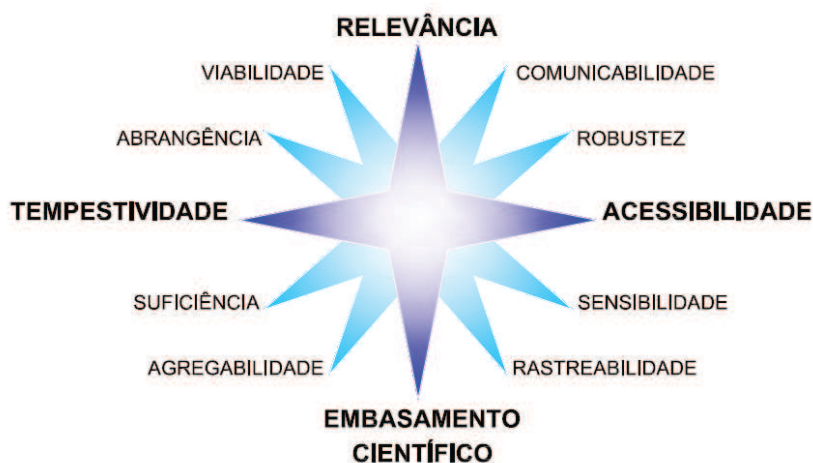 RELEVÂNCIA
VIABILIDADE
COMUNICABILIDADE
ABRANGÊNCIA
ROBUSTEZ
TEMPESTIVIDADE
ACESSIBILIDADE
SUFICIÊNCIA
SENSIBILIDADE
AGREGABILIDADE
RASTREABILIDADE
EMBASAMENTO
CIENTÍFICO